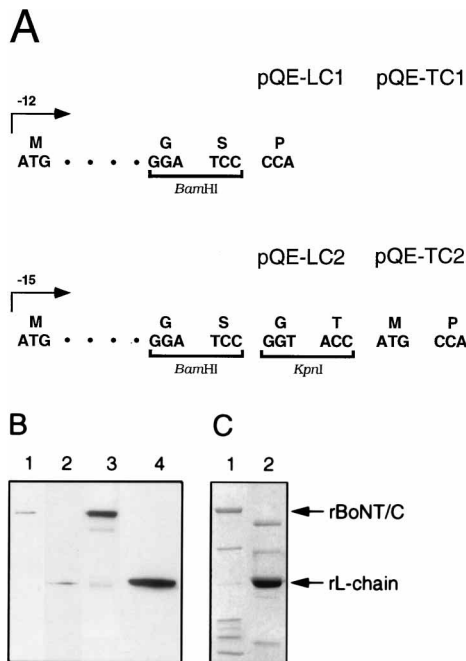 A
pQE-LC1 pQE-TC1
-12
M G S P
ATG • • • • GGA TCC CCA
BamHI
pQE-LC2 pQE-TC2
-15
M G S G T M P
ATG • • • • GGA TCC GGT ACC ATG CCA
BamHI KpnI
B C
1 2 3 4 1 2
rBoNT/C
rL-chain